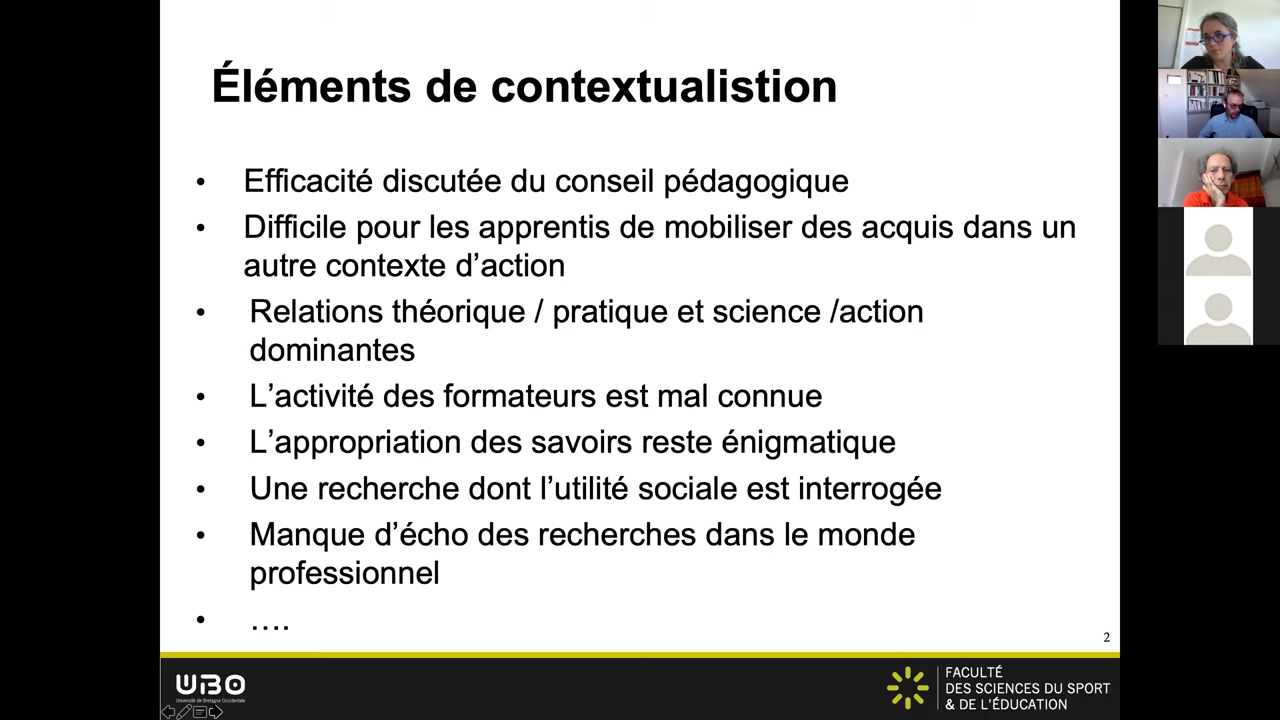 Éléments de contextualistion
• Efficacité discutée du conseil pédagogique
• Difficile pour les apprentis de mobiliser des acquis dans un
autre contexte d’action
• Relations théorique / pratique et science /action
dominantes
• L’activité des formateurs est mal connue
• L’appropriation des savoirs reste énigmatique
• Une recherche dont l’utilité sociale est interrogée
• Manque d’écho des recherches dans le monde
professionnel
• ….
2
UBO
Université de Bretagne Occidentale
FACULTÉ
DES SCIENCES DU SPORT
& DE L’ÉDUCATION